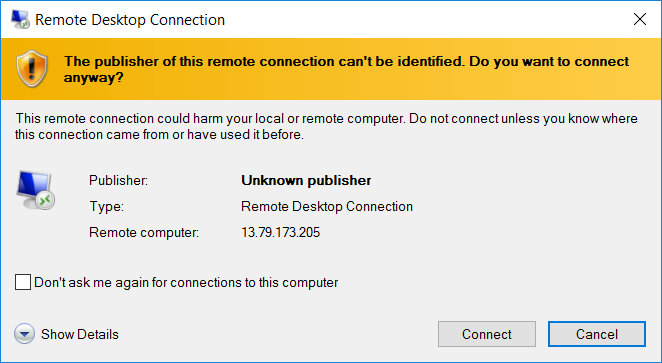 Remote Desktop Connection
The publisher of this remote connection can't be identified. Do you want to connect
anyway?
This remote connection could harm your local or remote computer. Do not connect unless you know where
this connection came from or have used it before.
Publisher: Unknown publisher
Type: Remote Desktop Connection
Remote computer: 13.79.173.205
Don't ask me again for connections to this computer
Show Details Connect Cancel